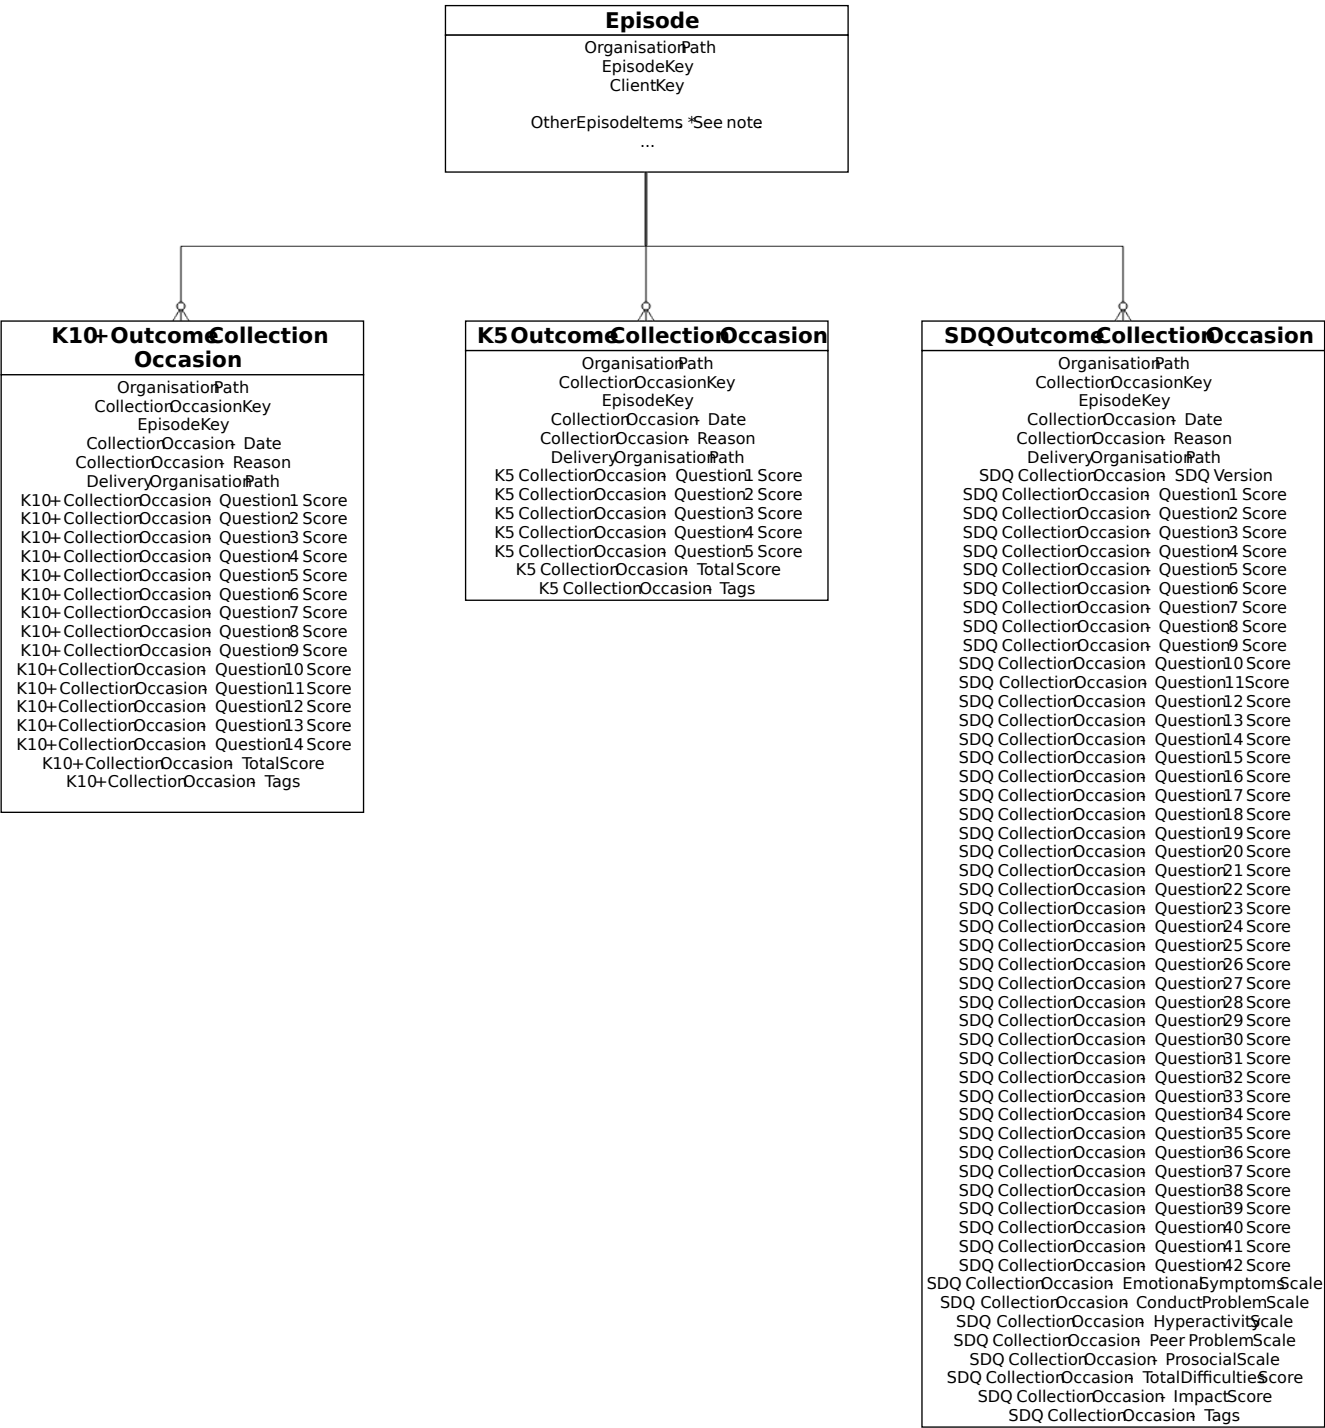 Episode
Organisation Path
Episode Key
Client Key
Other Episode Items. *See note
...
K10+ Outcome Collection
Occasion
Organisation Path
Collection Occasion Key
Episode Key
Collection Occasion - Date
Collection Occasion - Reason
Delivery Organisation Path
K10+ Collection Occasion - Question 1 Score
K10+ Collection Occasion - Question 2 Score
K10+ Collection Occasion - Question 3 Score
K10+ Collection Occasion - Question 4 Score
K10+ Collection Occasion - Question 5 Score
K10+ Collection Occasion - Question 6 Score
K10+ Collection Occasion - Question 7 Score
K10+ Collection Occasion - Question 8 Score
K10+ Collection Occasion - Question 9 Score
K10+ Collection Occasion - Question 10 Score
K10+ Collection Occasion - Question 11 Score
K10+ Collection Occasion - Question 12 Score
K10+ Collection Occasion - Question 13 Score
K10+ Collection Occasion - Question 14 Score
K10+ Collection Occasion - Total Score
K10+ Collection Occasion - Tags
K5 Outcome Collection Occasion
Organisation Path
Collection Occasion Key
Episode Key
Collection Occasion - Date
Collection Occasion - Reason
Delivery Organisation Path
K5 Collection Occasion - Question 1 Score
K5 Collection Occasion - Question 2 Score
K5 Collection Occasion - Question 3 Score
K5 Collection Occasion - Question 4 Score
K5 Collection Occasion - Question 5 Score
K5 Collection Occasion - Total Score
K5 Collection Occasion - Tags
SDQ Outcome Collection Occasion
Organisation Path
Collection Occasion Key
Episode Key
Collection Occasion - Date
Collection Occasion - Reason
Delivery Organisation Path
SDQ Collection Occasion - SDQ Version
SDQ Collection Occasion - Question 1 Score
SDQ Collection Occasion - Question 2 Score
SDQ Collection Occasion - Question 3 Score
SDQ Collection Occasion - Question 4 Score
SDQ Collection Occasion - Question 5 Score
SDQ Collection Occasion - Question 6 Score
SDQ Collection Occasion - Question 7 Score
SDQ Collection Occasion - Question 8 Score
SDQ Collection Occasion - Question 9 Score
SDQ Collection Occasion - Question 10 Score
SDQ Collection Occasion - Question 11 Score
SDQ Collection Occasion - Question 12 Score
SDQ Collection Occasion - Question 13 Score
SDQ Collection Occasion - Question 14 Score
SDQ Collection Occasion - Question 15 Score
SDQ Collection Occasion - Question 16 Score
SDQ Collection Occasion - Question 17 Score
SDQ Collection Occasion - Question 18 Score
SDQ Collection Occasion - Question 19 Score
SDQ Collection Occasion - Question 20 Score
SDQ Collection Occasion - Question 21 Score
SDQ Collection Occasion - Question 22 Score
SDQ Collection Occasion - Question 23 Score
SDQ Collection Occasion - Question 24 Score
SDQ Collection Occasion - Question 25 Score
SDQ Collection Occasion - Question 26 Score
SDQ Collection Occasion - Question 27 Score
SDQ Collection Occasion - Question 28 Score
SDQ Collection Occasion - Question 29 Score
SDQ Collection Occasion - Question 30 Score
SDQ Collection Occasion - Question 31 Score
SDQ Collection Occasion - Question 32 Score
SDQ Collection Occasion - Question 33 Score
SDQ Collection Occasion - Question 34 Score
SDQ Collection Occasion - Question 35 Score
SDQ Collection Occasion - Question 36 Score
SDQ Collection Occasion - Question 37 Score
SDQ Collection Occasion - Question 38 Score
SDQ Collection Occasion - Question 39 Score
SDQ Collection Occasion - Question 40 Score
SDQ Collection Occasion - Question 41 Score
SDQ Collection Occasion - Question 42 Score
SDQ Collection Occasion - Emotional Symptoms Scale
SDQ Collection Occasion - Conduct Problem Scale
SDQ Collection Occasion - Hyperactivity Scale
SDQ Collection Occasion - Peer Problem Scale
SDQ Collection Occasion - Prosocial Scale
SDQ Collection Occasion - Total Difficulties Score
SDQ Collection Occasion - Impact Score
SDQ Collection Occasion - Tags